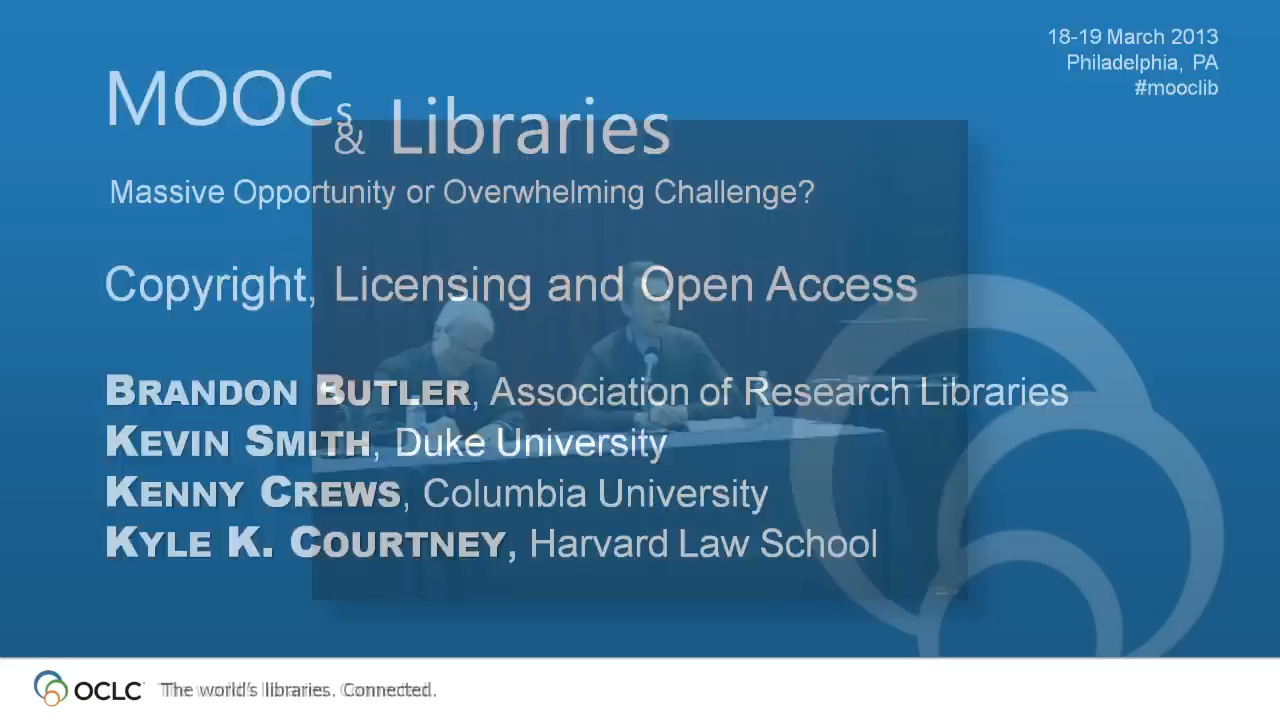 18-19 March 2013
Philadelphia, PA
#mooclib
MOOCs & Libraries
Massive Opportunity or Overwhelming Challenge?
Copyright, Licensing and Open Access
BRANDON BUTLER, Association of Research Libraries
KEVIN SMITH, Duke University
KENNY CREWS, Columbia University
KYLE K. COURTNEY, Harvard Law School
OCLC The world's libraries. Connected.